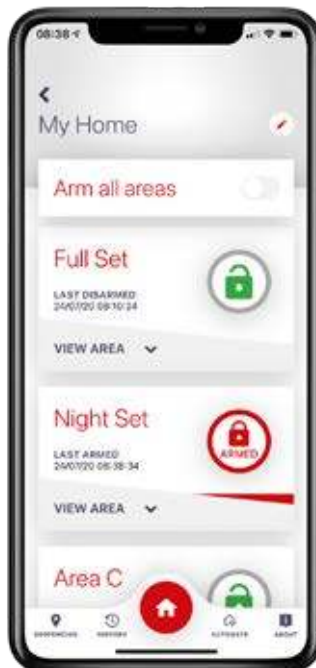 08:38
My Home
Arm all areas
Full Set
LAST DISARMED
24/07/20 08:10:24
VIEW AREA
Night Set
ARMED
LAST ARMED
24/07/20 08:38:34
VIEW AREA
Area C
HISTORY
AUTOMATE
ABOUT